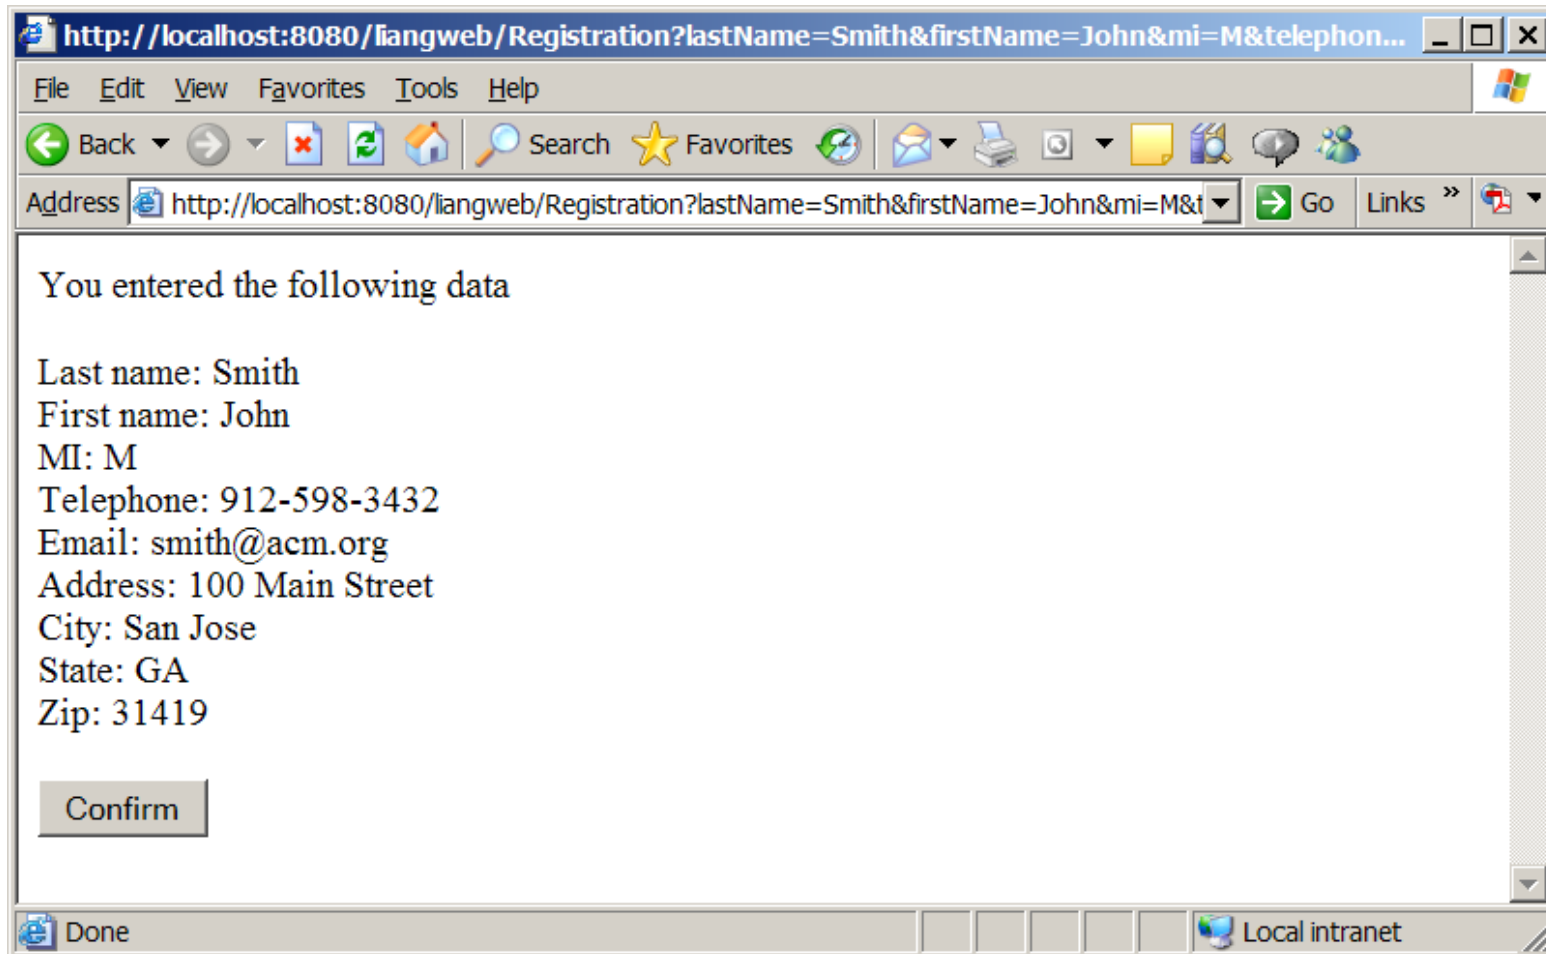 http://localhost:8080/liangweb/Registration?lastName=Smith&firstName=John&mi=M&telephon...
File Edit View Favorites Tools Help
Back Search Favorites
Address http://localhost:8080/liangweb/Registration?lastName=Smith&firstName=John&mi=M&t Go Links »
You entered the following data
Last name: Smith
First name: John
MI: M
Telephone: 912-598-3432
Email: smith@acm.org
Address: 100 Main Street
City: San Jose
State: GA
Zip: 31419
Confirm
Done Local intranet